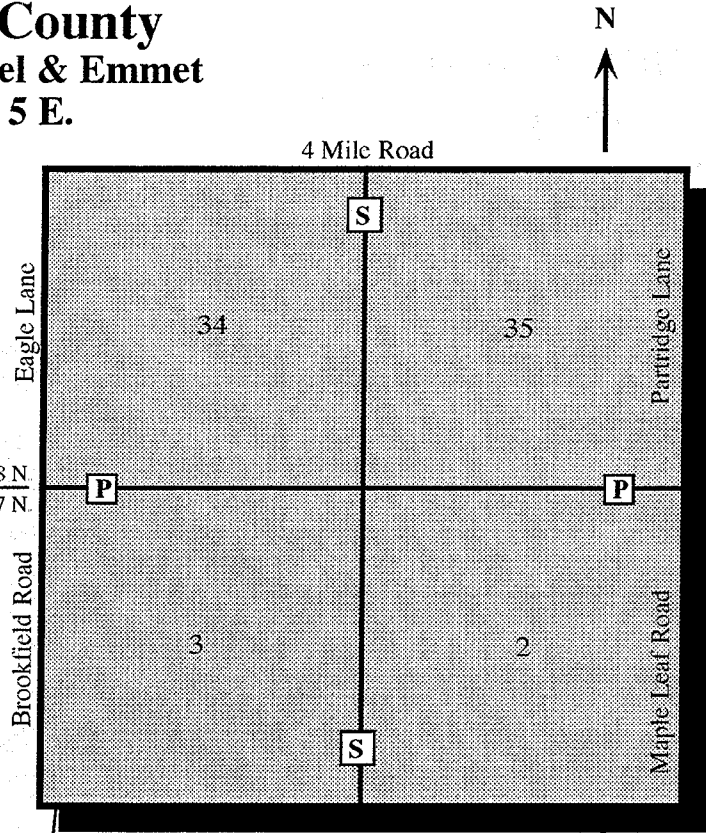 County
N
el & Emmet
5 E.
4 Mile Road
S
Eagle Lane
34
35
Partridge Lane
8 N.
P
P
7 N.
Brookfield Road
3
2
Maple Leaf Road
S